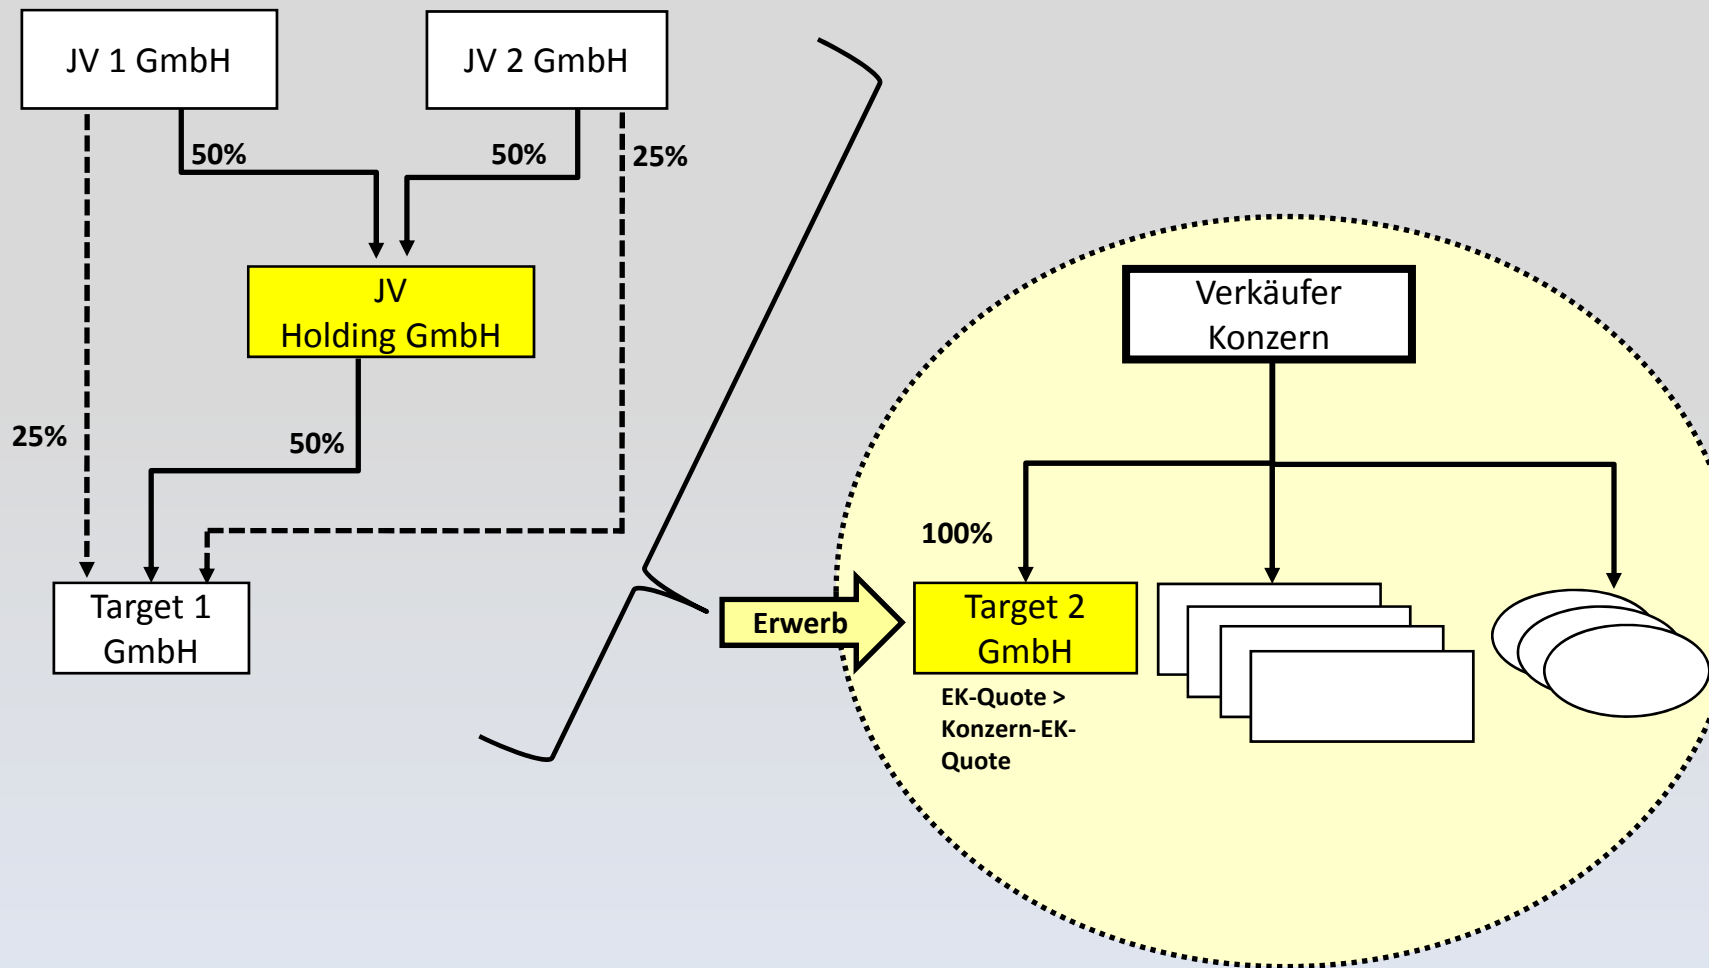 JV 1 GmbH
JV 2 GmbH
50%
50%
25%
JV
Holding GmbH
25%
50%
Target 1
GmbH
Verkäufer
Konzern
100%
Erwerb
Target 2
GmbH
EK-Quote >
Konzern-EK-
Quote